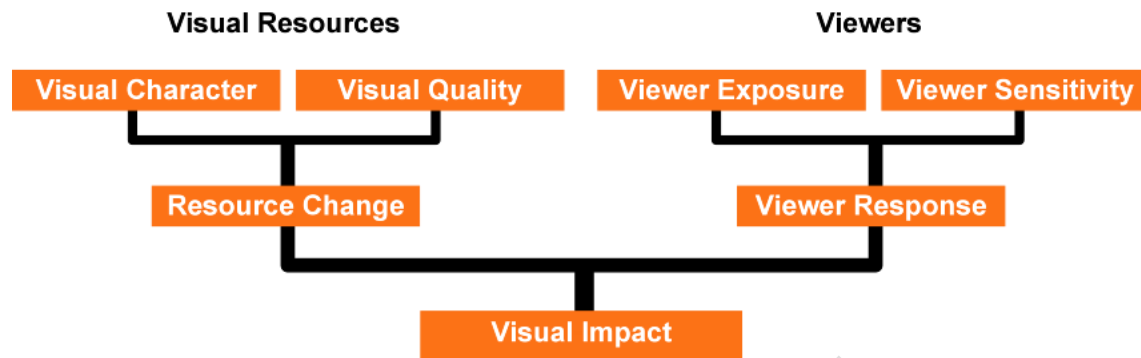 Visual Resources
Viewers
Visual Character
Visual Quality
Viewer Exposure
Viewer Sensitivity
Resource Change
Viewer Response
Visual Impact